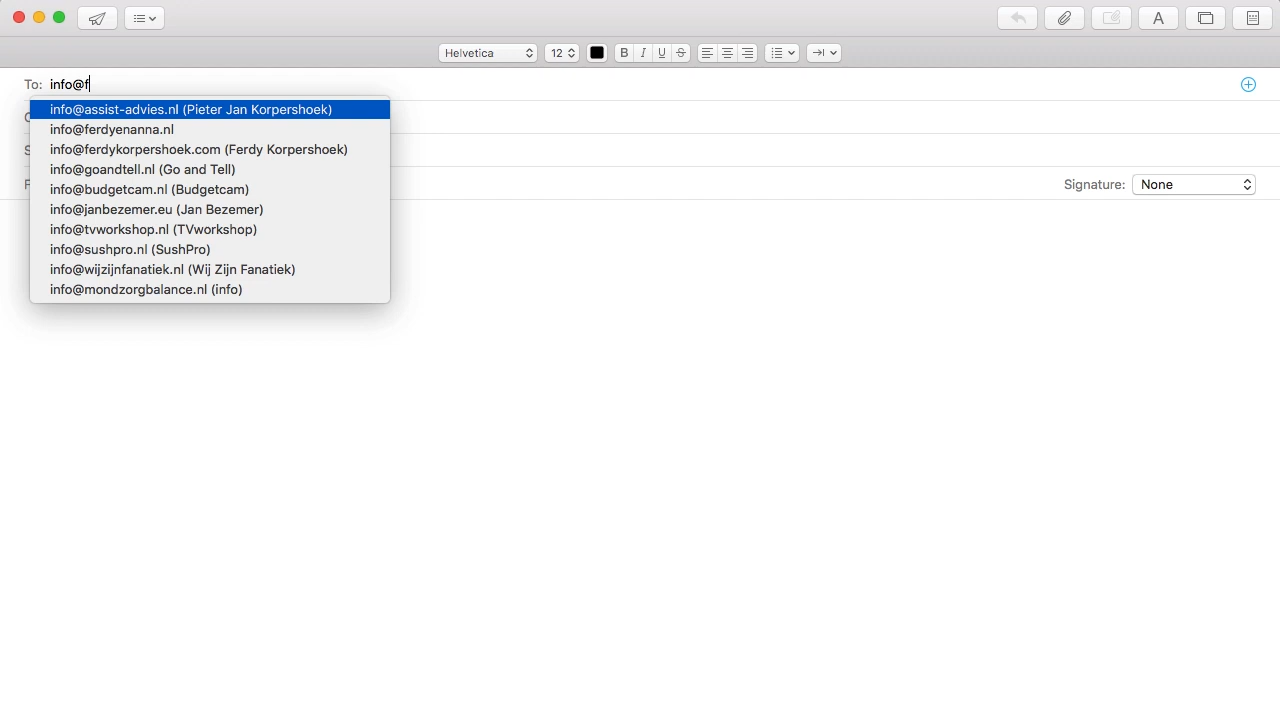 Helvetica 12 B I U S
To: info@f
info@assist-advies.nl (Pieter Jan Korpershoek)
info@ferdyenanna.nl
info@ferdykorpershoek.com (Ferdy Korpershoek)
info@goandtell.nl (Go and Tell)
info@budgetcam.nl (Budgetcam)
Signature: None
info@janbezemer.eu (Jan Bezemer)
info@tvworkshop.nl (TVworkshop)
info@sushpro.nl (SushPro)
info@wijzijnfanatiek.nl (Wij Zijn Fanatiek)
info@mondzorgbalance.nl (info)